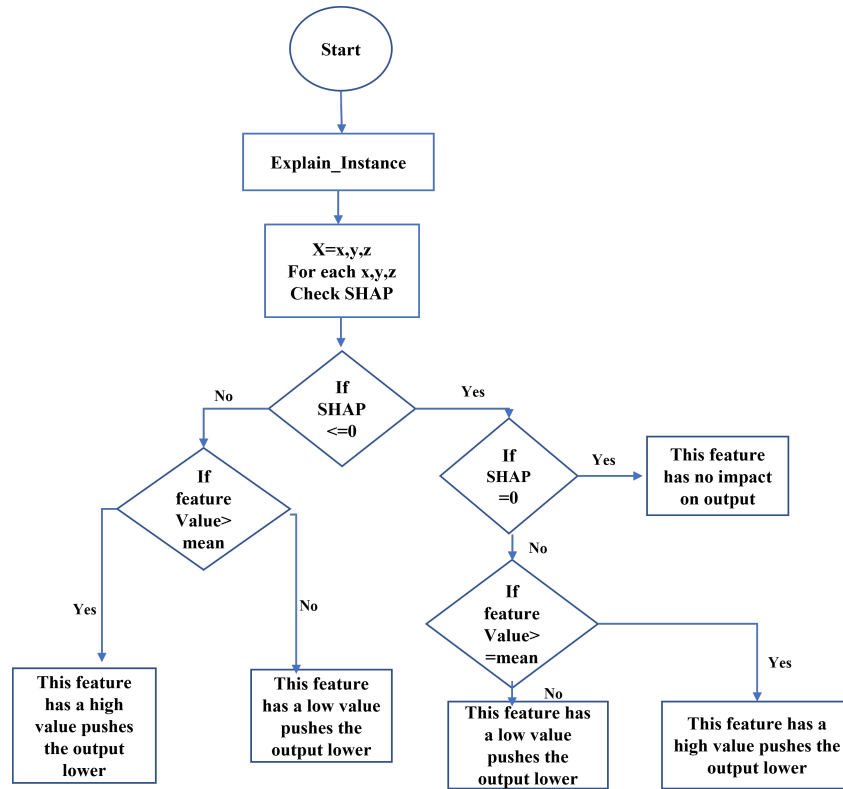 Start
Explain_Instance
X=x,y,z
For each x,y,z
Check SHAP
If
SHAP
<=0
No
Yes
If
SHAP
=0
Yes
This feature
has no impact
on output
If
feature
Value>
mean
No
If
feature
Value>
=mean
Yes
No
Yes
No
This feature
has a high
value pushes
the output
lower
This feature
has a low value
pushes the
output lower
This feature has
a low value
pushes the
output lower
This feature has a
high value pushes the
output lower